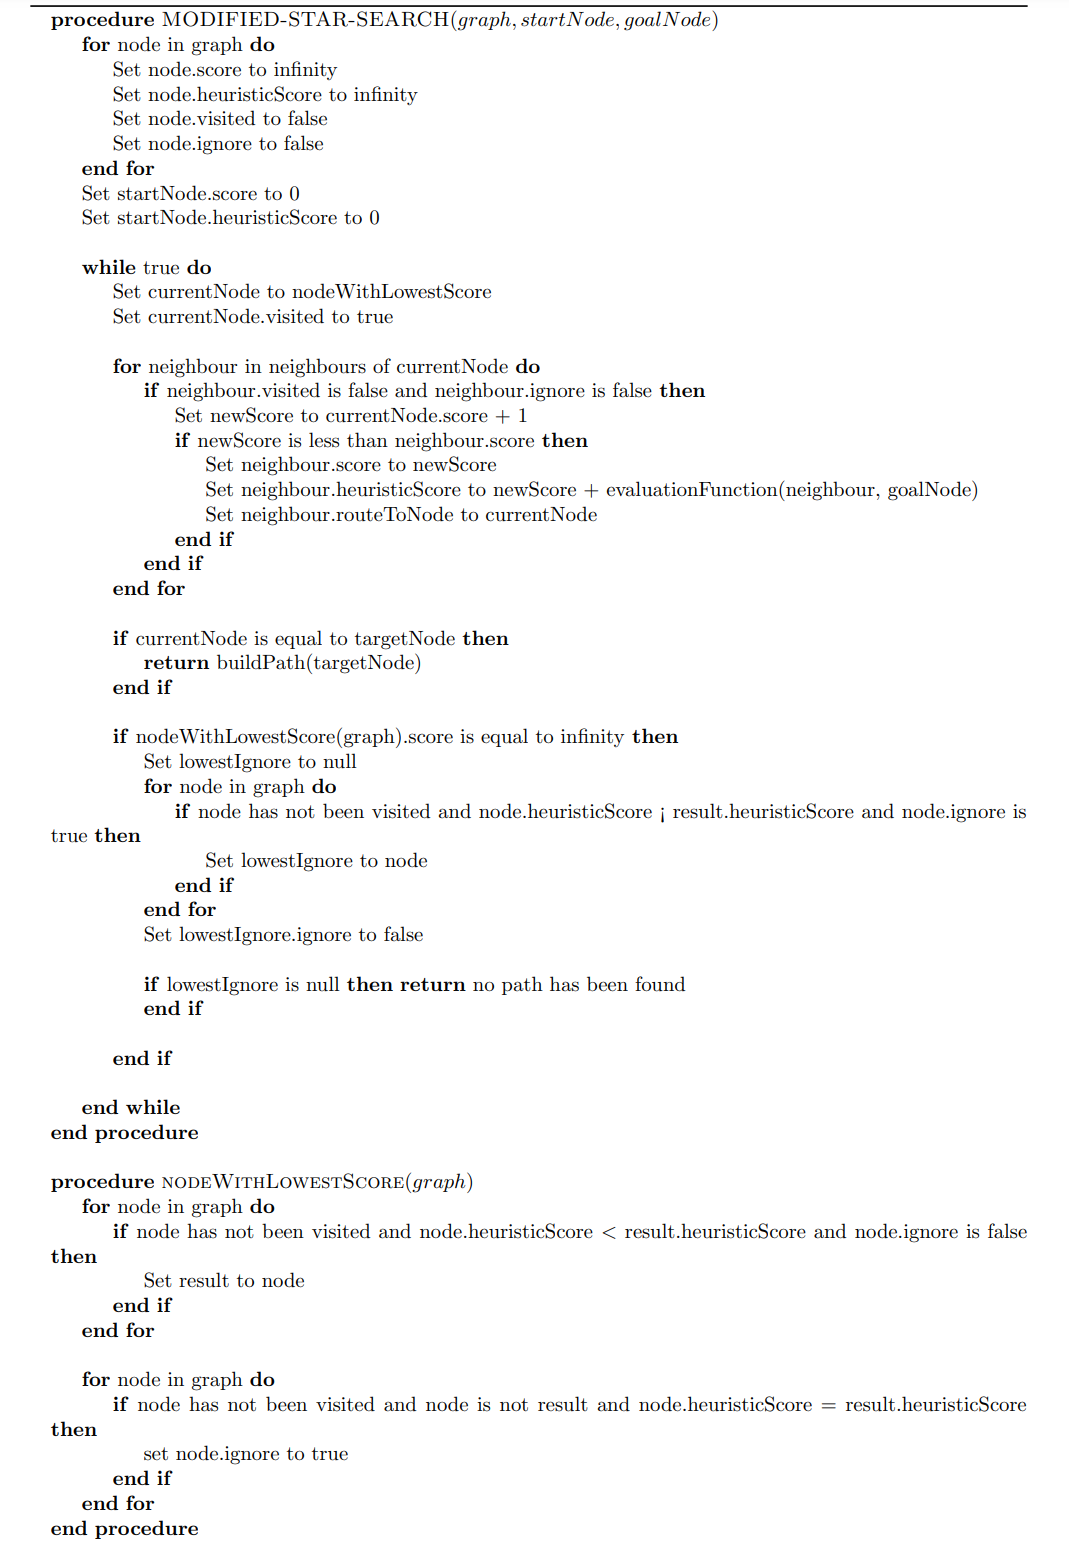 procedure MODIFIED-STAR-SEARCH(graph, startNode, goalNode)
for node in graph do
Set node.score to infinity
Set node.heuristicScore to infinity
Set node.visited to false
Set node.ignore to false
end for
Set startNode.score to 0
Set startNode.heuristicScore to 0
while true do
Set currentNode to nodeWithLowestScore
Set currentNode.visited to true
for neighbour in neighbours of currentNode do
if neighbour.visited is false and neighbour.ignore is false then
Set newScore to currentNode.score + 1
if newScore is less than neighbour.score then
Set neighbour.score to newScore
Set neighbour.heuristicScore to newScore + evaluationFunction(neighbour, goalNode)
Set neighbour.routeToNode to currentNode
end if
end if
end for
if currentNode is equal to targetNode then
return buildPath(targetNode)
end if
if nodeWithLowestScore(graph).score is equal to infinity then
Set lowestIgnore to null
for node in graph do
if node has not been visited and node.heuristicScore ¡ result.heuristicScore and node.ignore is
true then
Set lowestIgnore to node
end if
end for
Set lowestIgnore.ignore to false
if lowestIgnore is null then return no path has been found
end if
end if
end while
end procedure
procedure NODEWITHLOWESTSCORE(graph)
for node in graph do
if node has not been visited and node.heuristicScore < result.heuristicScore and node.ignore is false
then
Set result to node
end if
end for
for node in graph do
if node has not been visited and node is not result and node.heuristicScore = result.heuristicScore
then
set node.ignore to true
end if
end for
end procedure